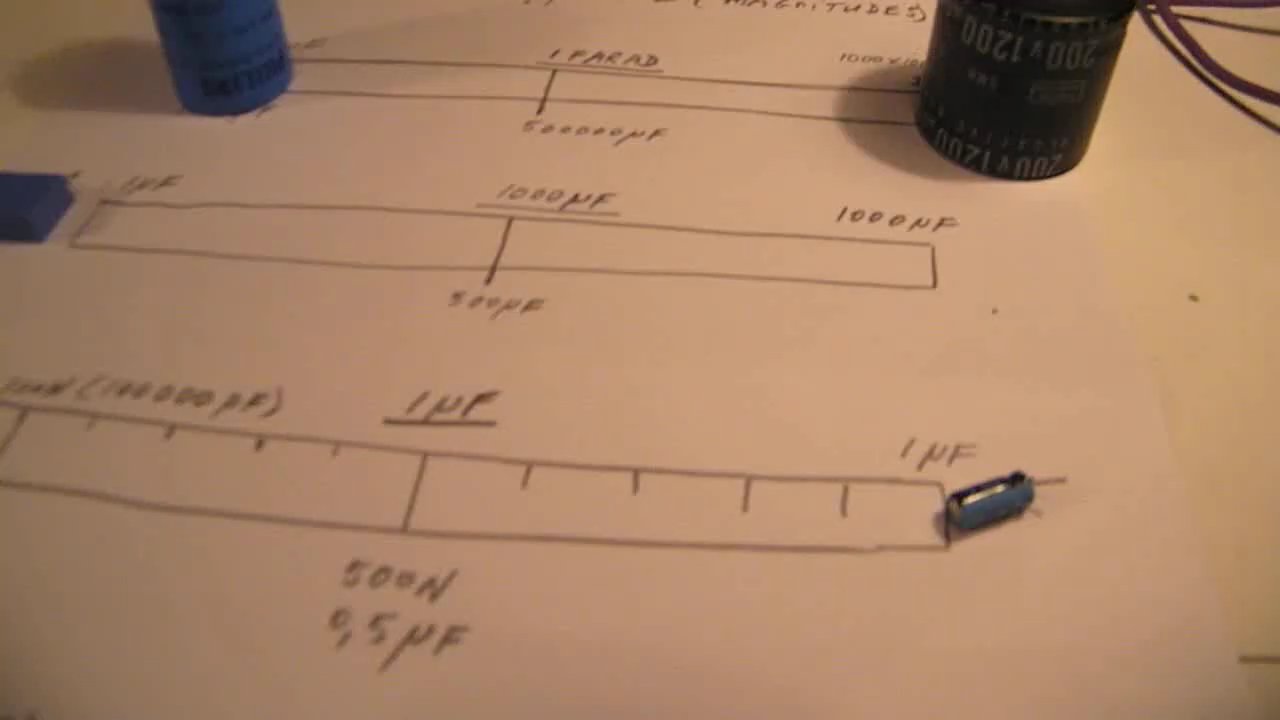 (MAGNITUDES)
1 FARAD
500000µF
200V1200
200V1200
1µF
1000µF
1000µF
500µF
(100000pF)
1µF
1µF
500N
0,5µF